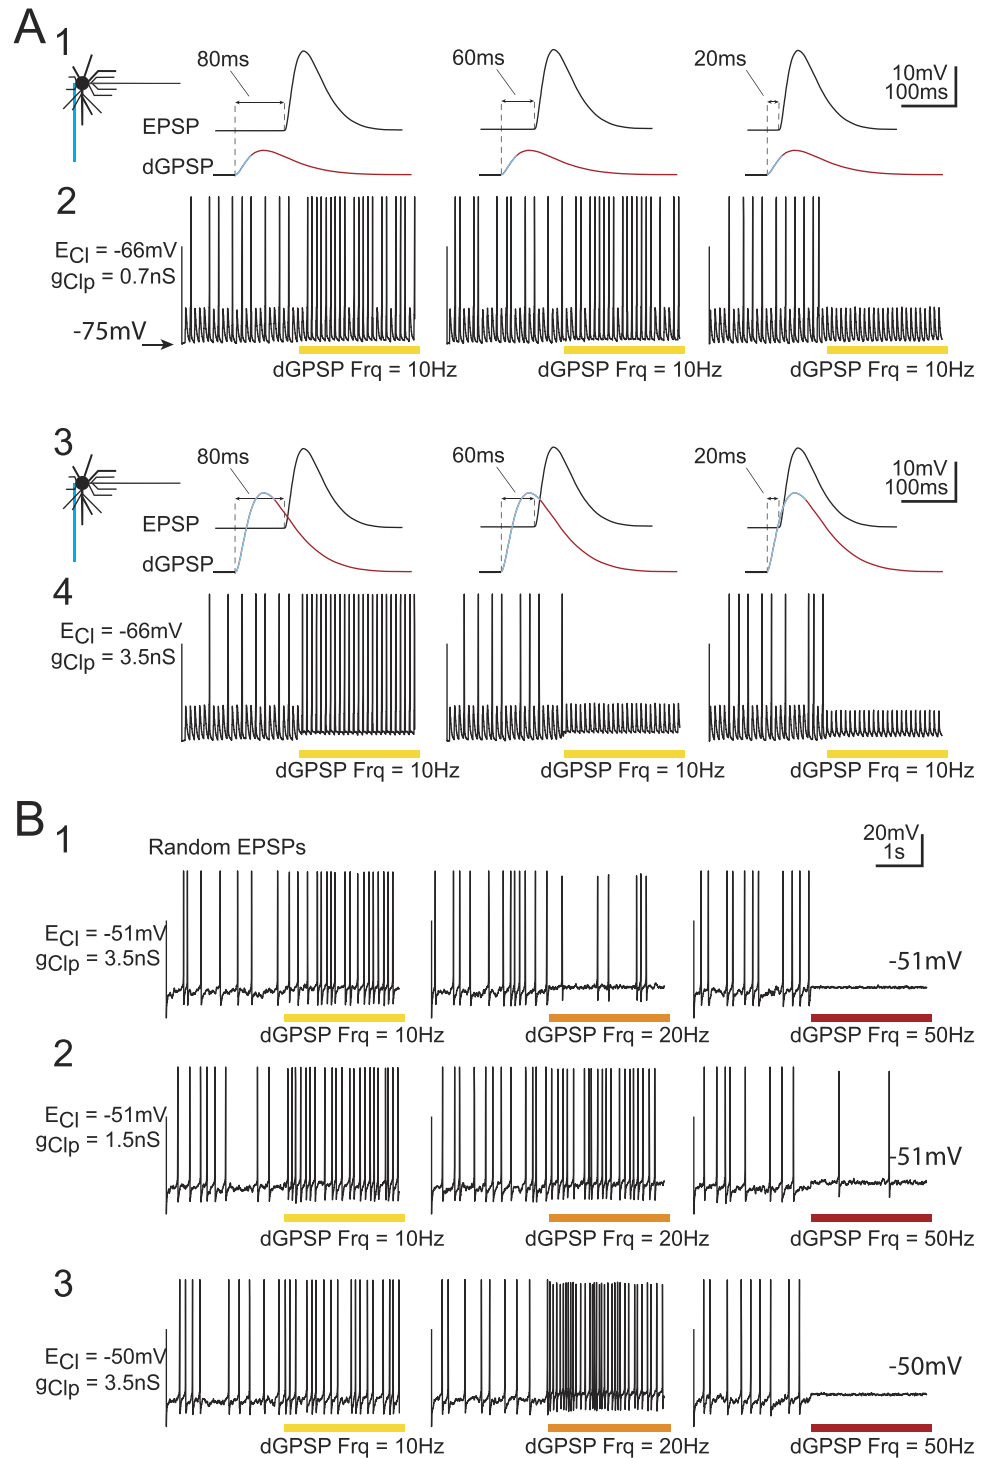 A
1
80ms
60ms
20ms
10mV
100ms
EPSP
dGPSP
2
ECl = -66mV
gClp = 0.7nS
-75mV
dGPSP Frq = 10Hz
dGPSP Frq = 10Hz
dGPSP Frq = 10Hz
3
80ms
60ms
20ms
10mV
100ms
EPSP
dGPSP
4
ECl = -66mV
gClp = 3.5nS
dGPSP Frq = 10Hz
dGPSP Frq = 10Hz
dGPSP Frq = 10Hz
B
1
Random EPSPs
20mV
1s
ECl = -51mV
gClp = 3.5nS
-51mV
dGPSP Frq = 10Hz
dGPSP Frq = 20Hz
dGPSP Frq = 50Hz
2
ECl = -51mV
gClp = 1.5nS
-51mV
dGPSP Frq = 10Hz
dGPSP Frq = 20Hz
dGPSP Frq = 50Hz
3
ECl = -50mV
gClp = 3.5nS
-50mV
dGPSP Frq = 10Hz
dGPSP Frq = 20Hz
dGPSP Frq = 50Hz